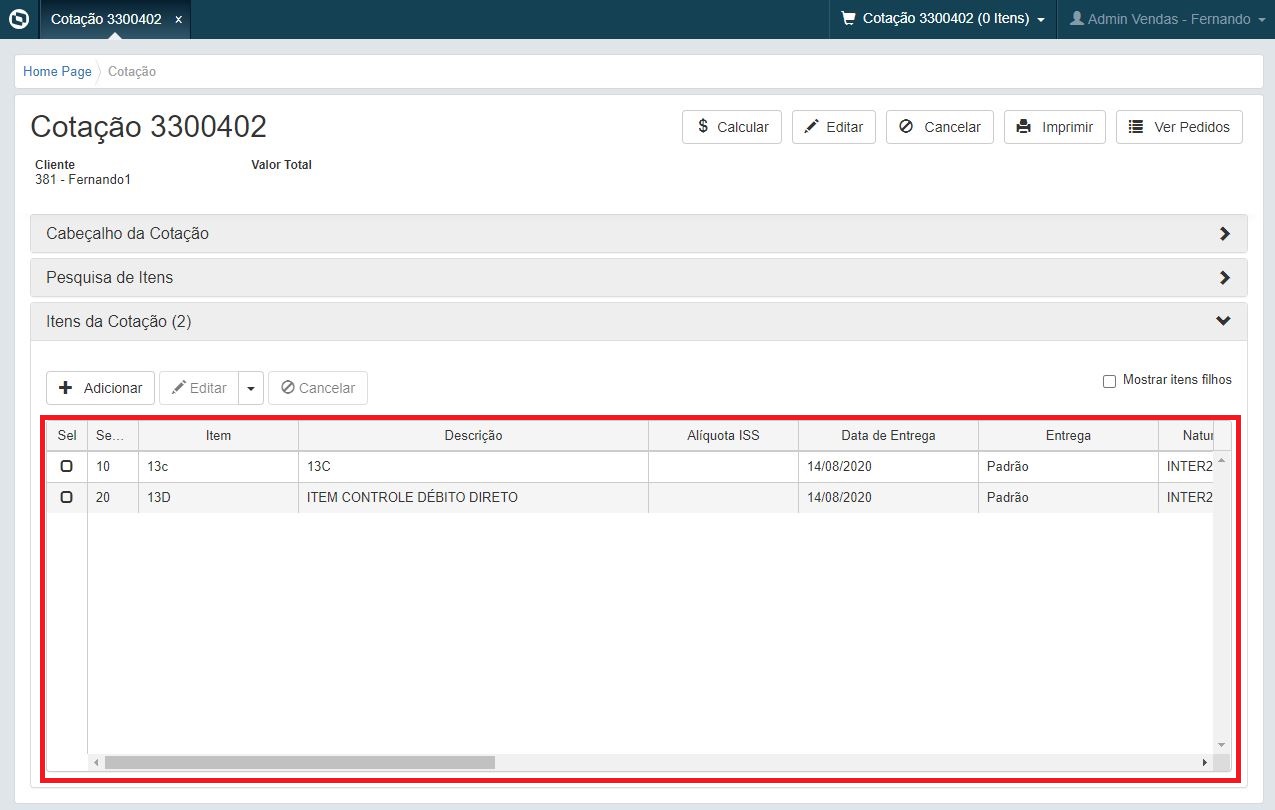 Cotação 3300402 x
Cotação 3300402 (0 Itens)
Admin Vendas - Fernando
Home Page
Cotação
Cotação 3300402
$ Calcular
Editar
Cancelar
Imprimir
Ver Pedidos
Cliente
Valor Total
381 - Fernando1
Cabeçalho da Cotação
Pesquisa de Itens
Itens da Cotação (2)
Adicionar
Editar
Cancelar
Mostrar itens filhos
Sel Se... Item Descrição Alíquota ISS Data de Entrega Entrega Natur
10 13c 13C 14/08/2020 Padrão INTER2
20 13D ITEM CONTROLE DÉBITO DIRETO 14/08/2020 Padrão INTER2